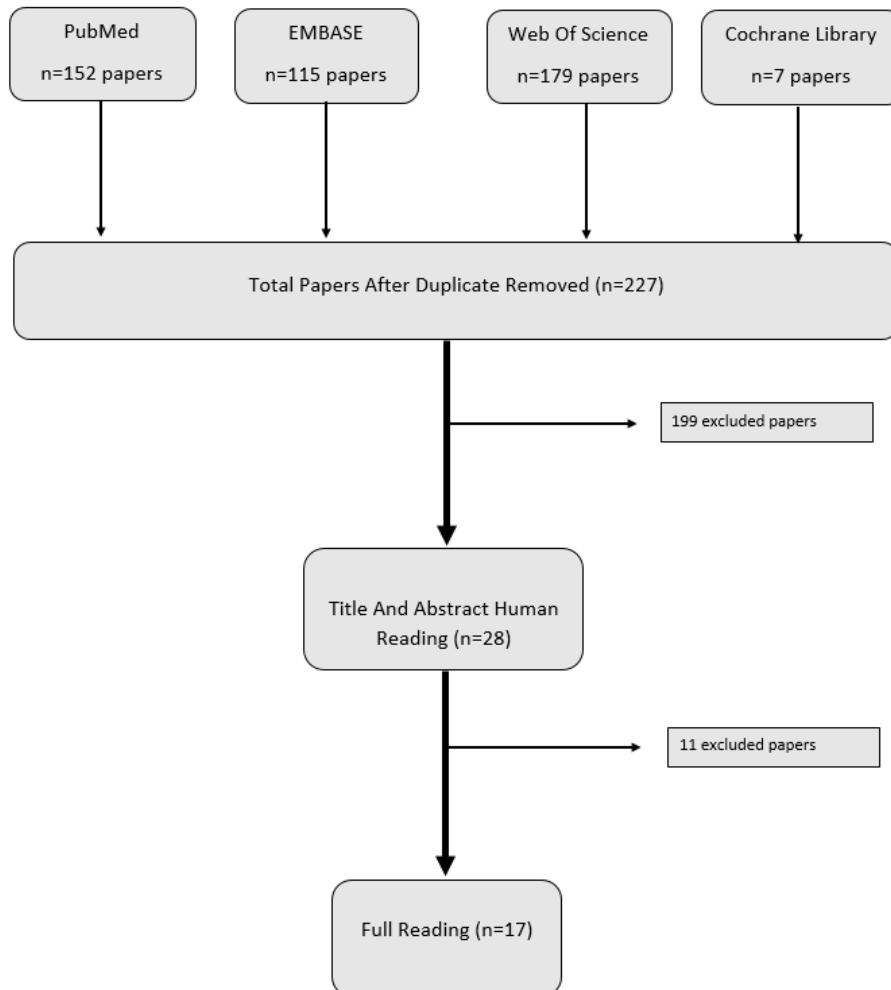 PubMed
n=152 papers
EMBASE
n=115 papers
Web Of Science
n=179 papers
Cochrane Library
n=7 papers
Total Papers After Duplicate Removed (n=227)
199 excluded papers
Title And Abstract Human
Reading (n=28)
11 excluded papers
Full Reading (n=17)